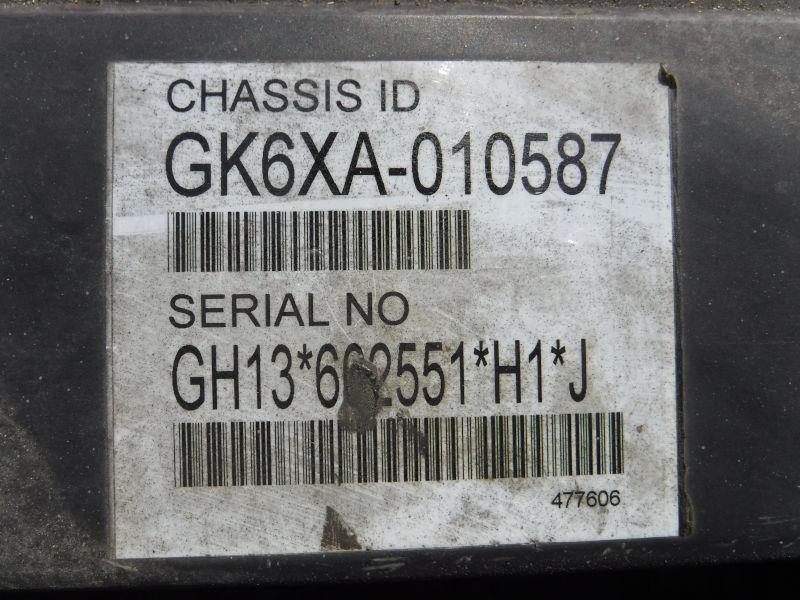 CHASSIS ID
GK6XA-010587
SERIAL NO
477606